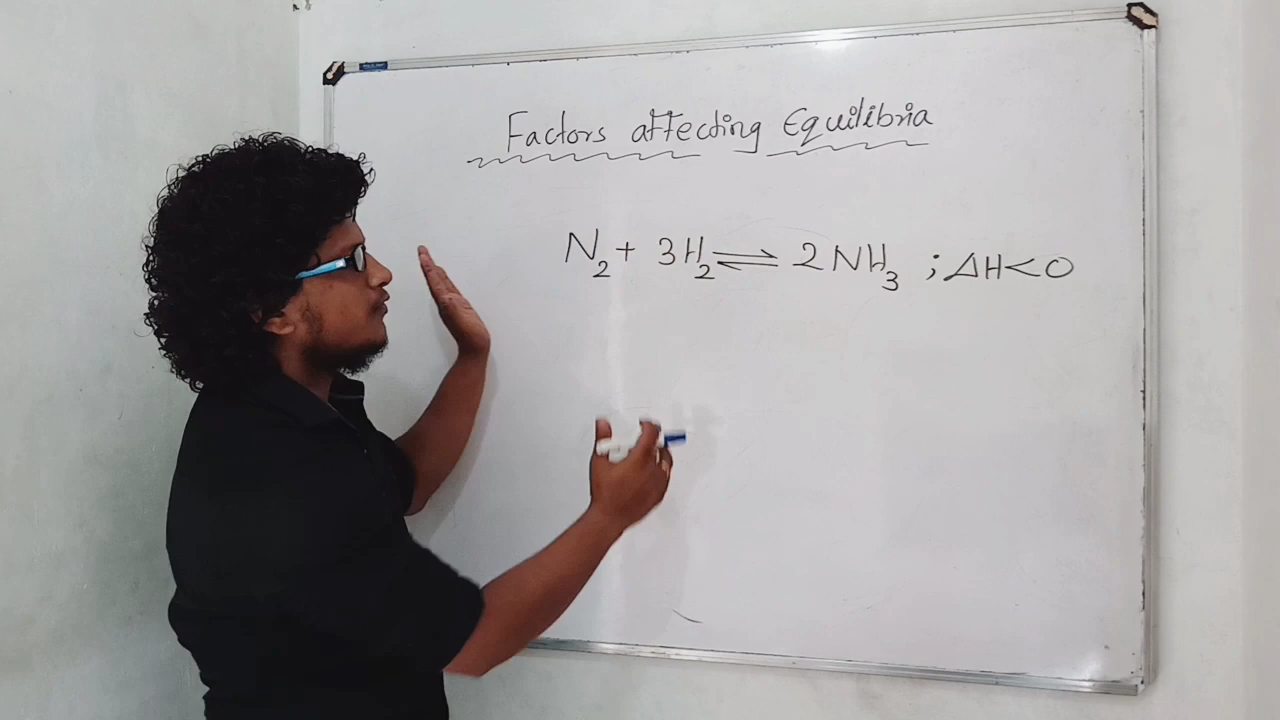 Factors affecting Equilibria
N₂ + 3H₂ ⇌ 2NH₃ ; ΔH<0